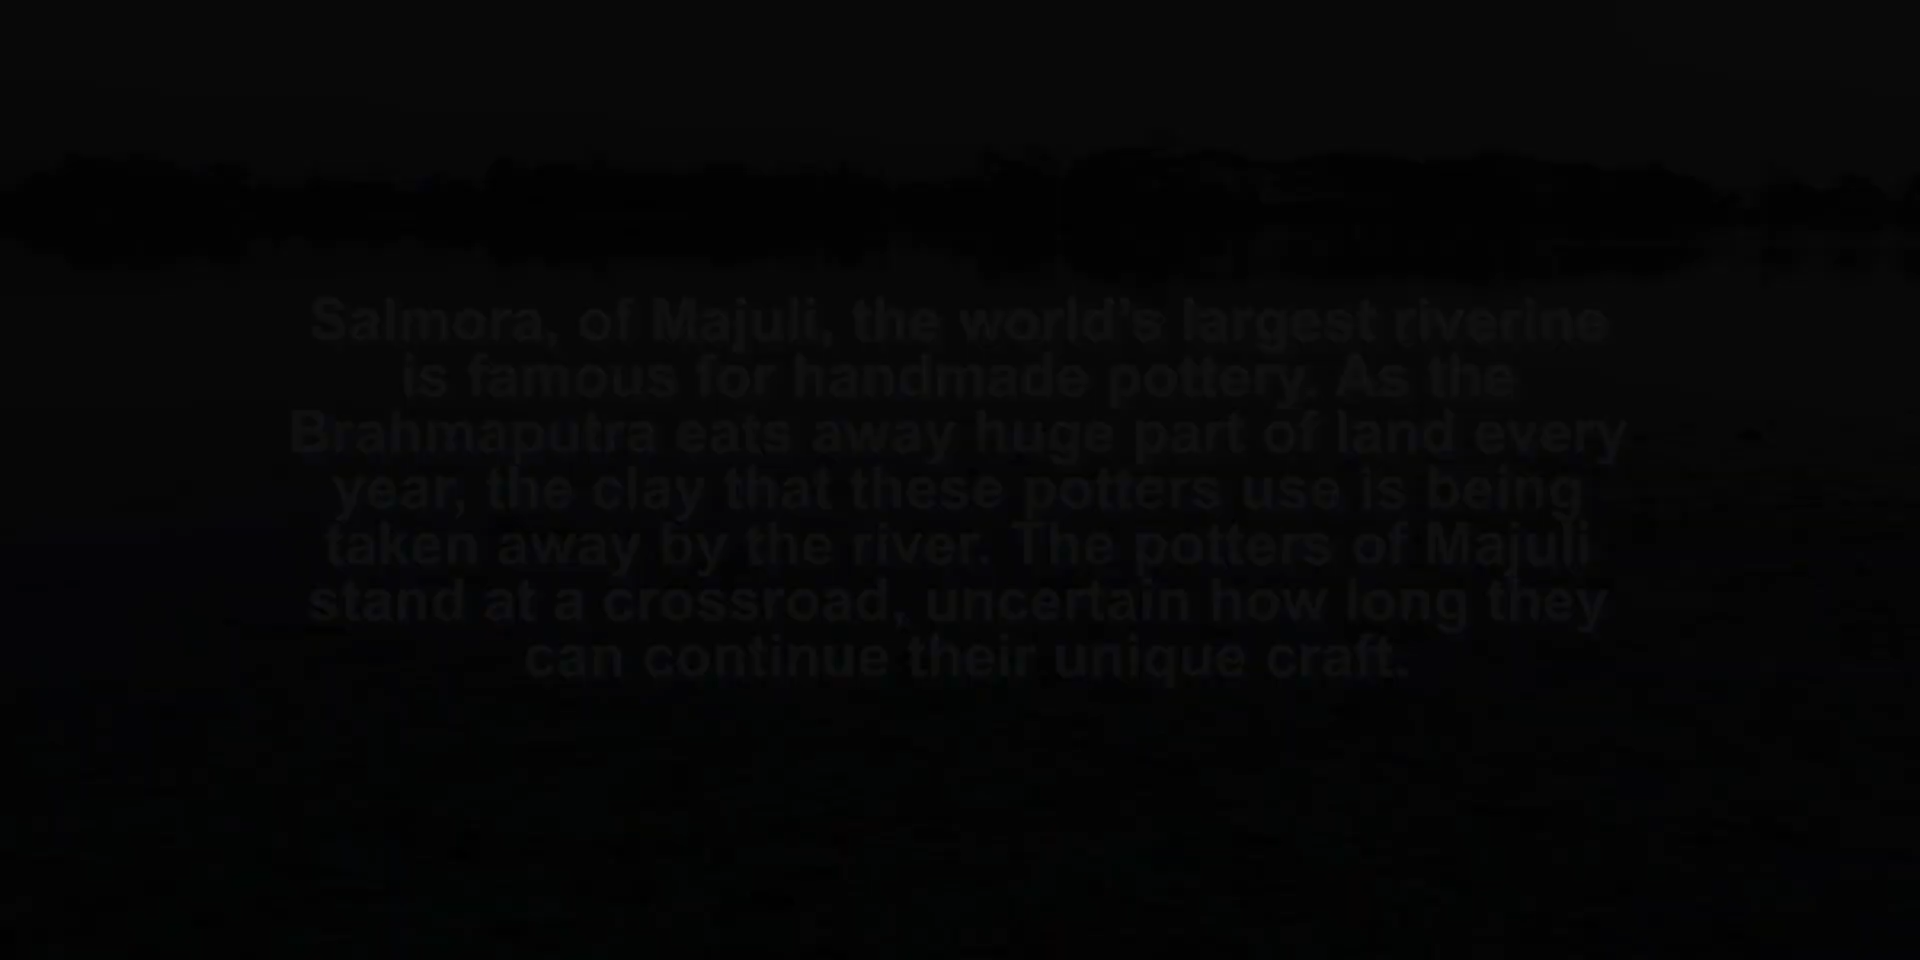 Salmora, of Majuli, the world's largest riverine
is famous for handmade pottery. As the
Brahmaputra eats away huge part of land every
year, the clay that these potters use is being
taken away by the river. The potters of Majuli
stand at a crossroad, uncertain how long they
can continue their unique craft.